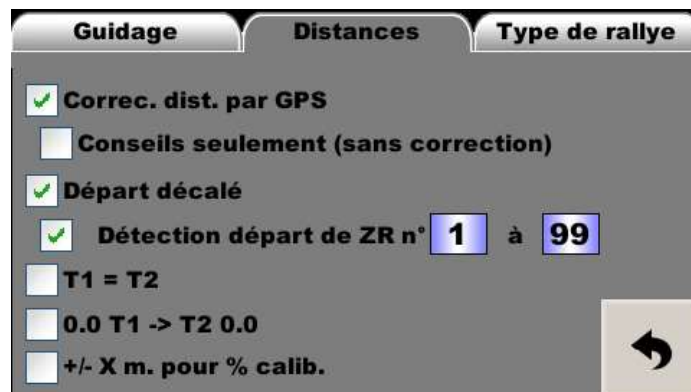 Guidage Distances Type de rallye
Correc. dist. par GPS
Conseils seulement (sans correction)
Départ décalé
Détection départ de ZR n° 1 à 99
T1 = T2
0.0 T1 -> T2 0.0
+/- X m. pour % calib.